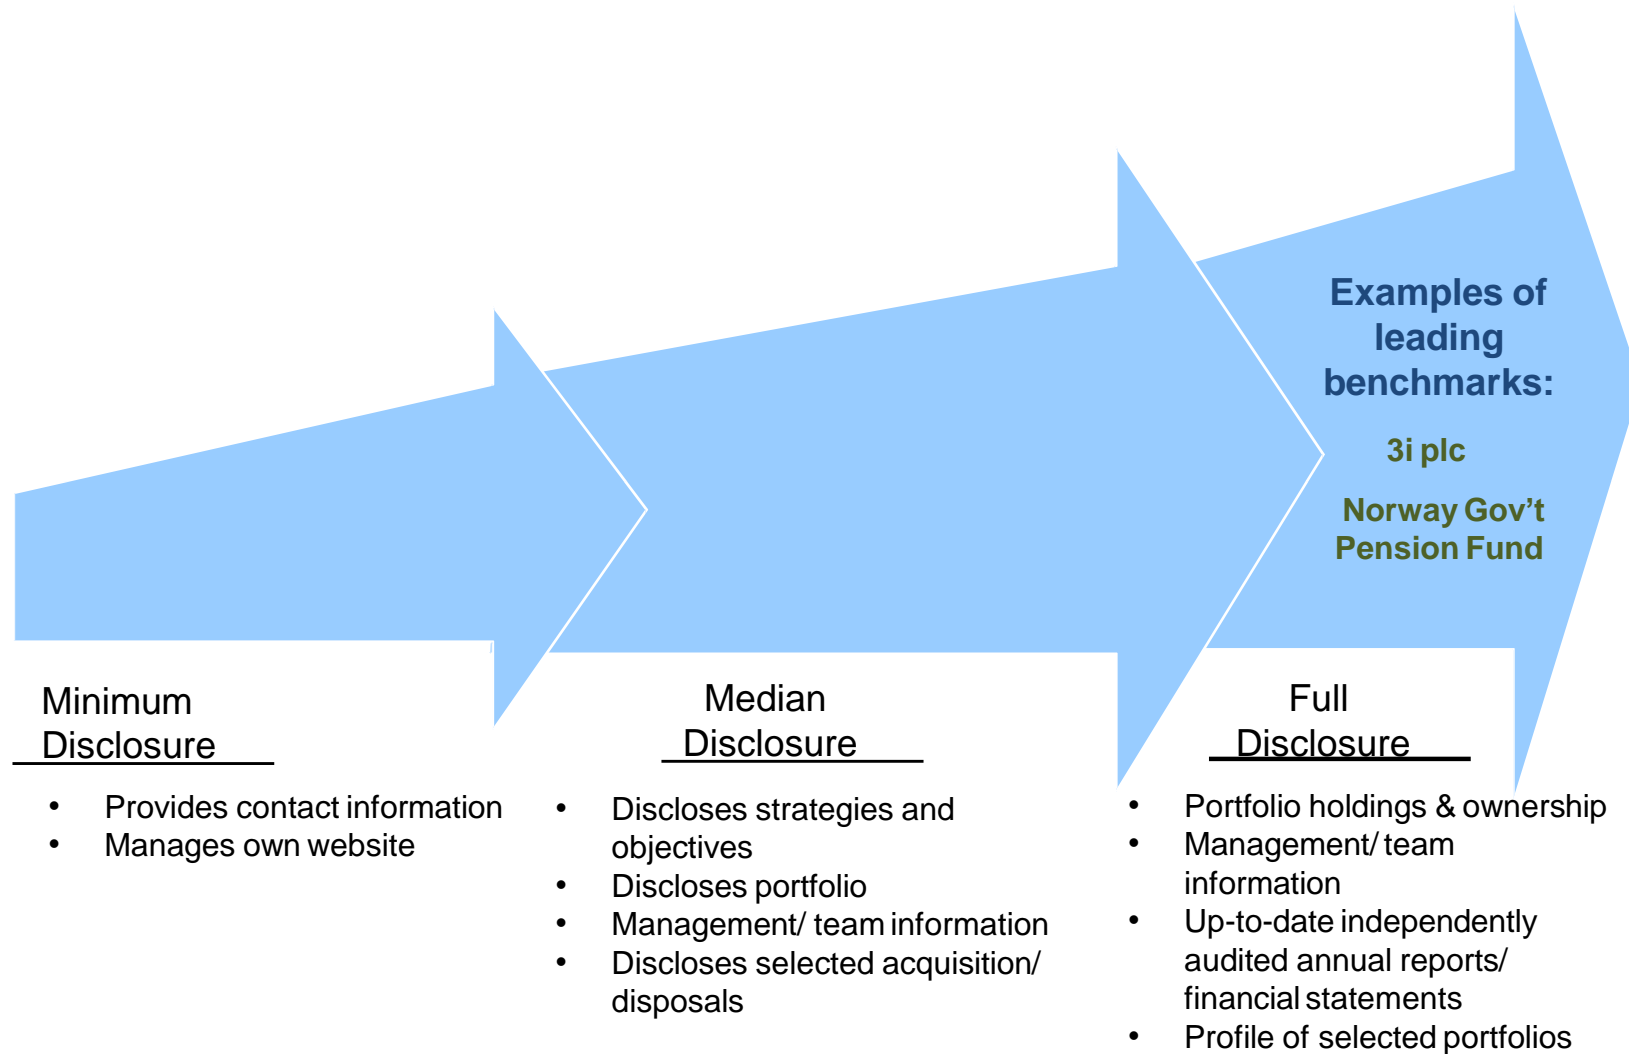 Examples of
leading
benchmarks:
3i plc
Norway Gov’t
Pension Fund
Minimum
Disclosure
• Provides contact information
• Manages own website
Median
Disclosure
• Discloses strategies and
objectives
• Discloses portfolio
• Management/ team information
• Discloses selected acquisition/
disposals
Full
Disclosure
• Portfolio holdings & ownership
• Management/ team
information
• Up-to-date independently
audited annual reports/
financial statements
• Profile of selected portfolios